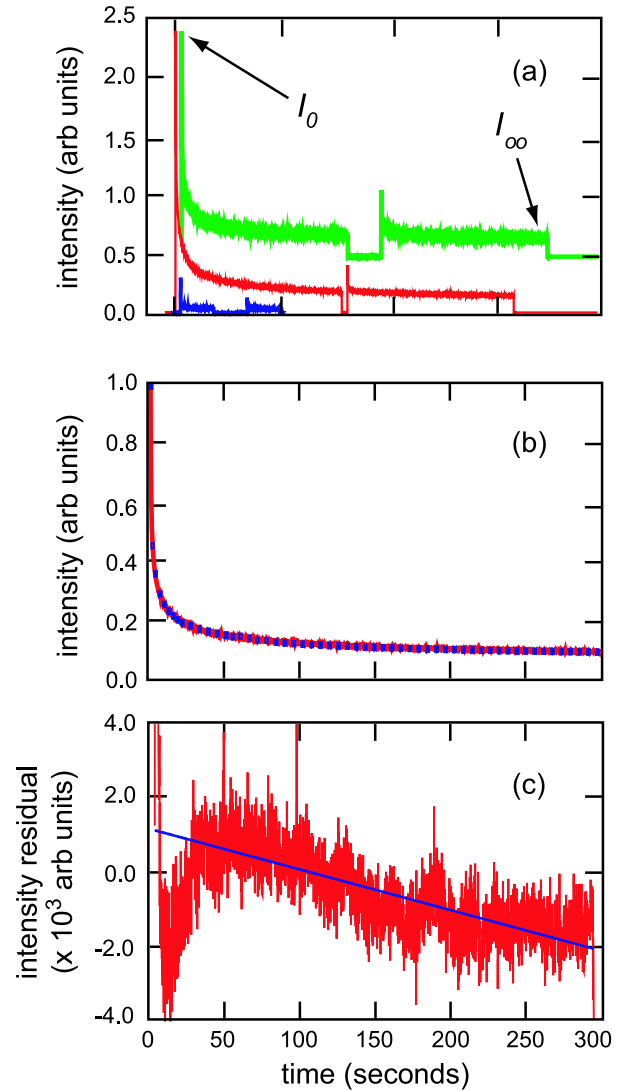 2.5
2.0
1.5
1.0
0.5
0.0
intensity (arb units)
(a)
I0
I∞
1.0
0.8
0.6
0.4
0.2
0.0
intensity (arb units)
(b)
4.0
2.0
0.0
-2.0
-4.0
intensity residual
(x 10³ arb units)
(c)
0 50 100 150 200 250 300
time (seconds)